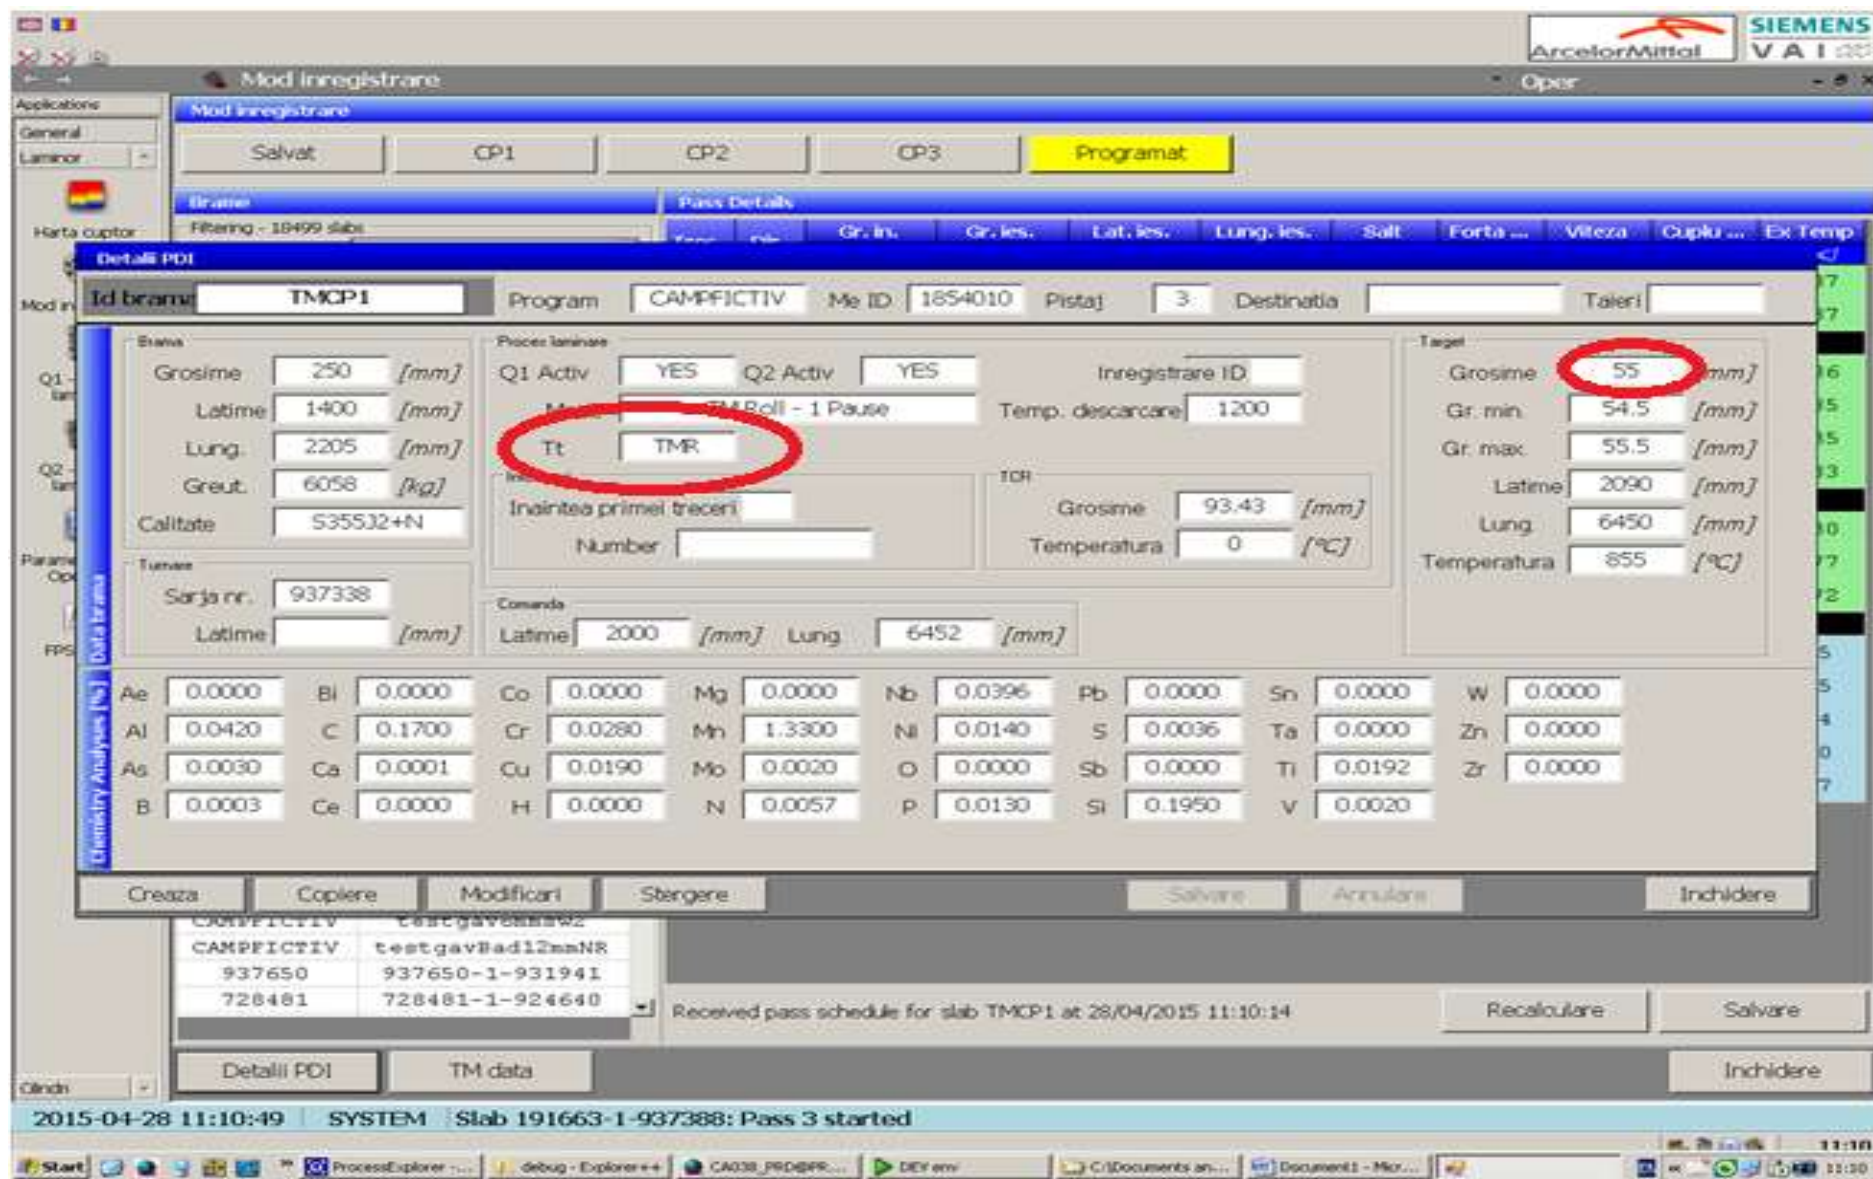 ArcelorMittal SIEMENS
VAI
Mod inregistrare Oper
Applications
General
Laminor
Mod inregistrare
Salvat CP1 CP2 CP3 Programat
Brame Pass Details
Harta cuptor Filtering - 18499 slabs
Gr. in. Gr. ies. Lat. ies. Lung. ies. Salt Forta ... Viteza Cuplu ... Ex Temp
Detalii PDI
Id brama TMCP1 Program CAMPFICTIV Me ID 1854010 Pistaj 3 Destinatia Taieri
Brama Proces laminare Target
Grosime 250 [mm] Q1 Activ YES Q2 Activ YES Inregistrare ID Grosime 55 [mm]
Latime 1400 [mm] TM Roll - 1 Pause Temp. descarcare 1200 Gr. min. 54.5 [mm]
Lung. 2205 [mm] Tt TMR Gr. max. 55.5 [mm]
Greut. 6058 [kg] TCR Latime 2090 [mm]
Calitate S355J2+N Inaintea primei treceri Grosime 93.43 [mm] Lung 6450 [mm]
Number Temperatura 0 [°C] Temperatura 855 [°C]
Turnare
Sarja nr. 937338 Comanda
Latime [mm] Latime 2000 [mm] Lung 6452 [mm]
Data brama
Chemistry Analyses [%]
Ae 0.0000 Bi 0.0000 Co 0.0000 Mg 0.0000 Nb 0.0396 Pb 0.0000 Sn 0.0000 W 0.0000
Al 0.0420 C 0.1700 Cr 0.0280 Mn 1.3300 Ni 0.0140 S 0.0036 Ta 0.0000 Zn 0.0000
As 0.0030 Ca 0.0001 Cu 0.0190 Mo 0.0020 O 0.0000 Sb 0.0000 Ti 0.0192 Zr 0.0000
B 0.0003 Ce 0.0000 H 0.0000 N 0.0057 P 0.0130 Si 0.1950 V 0.0020
Creaza Copiere Modificari Stergere Salvare Annulare Inchidere
CAMPFICTIV testgavBad12mmNR
937650 937650-1-931941
728481 728481-1-924640
Received pass schedule for slab TMCP1 at 28/04/2015 11:10:14 Recalculare Salvare
Detalii PDI TM data Inchidere
Cilindri
2015-04-28 11:10:49 SYSTEM Slab 191663-1-937388: Pass 3 started
11:10
Start ProcessExplorer -... debug - Explorer++ CA038_PRD@PR... DEV env C:\Documents an... Document1 - Micr... 11:10